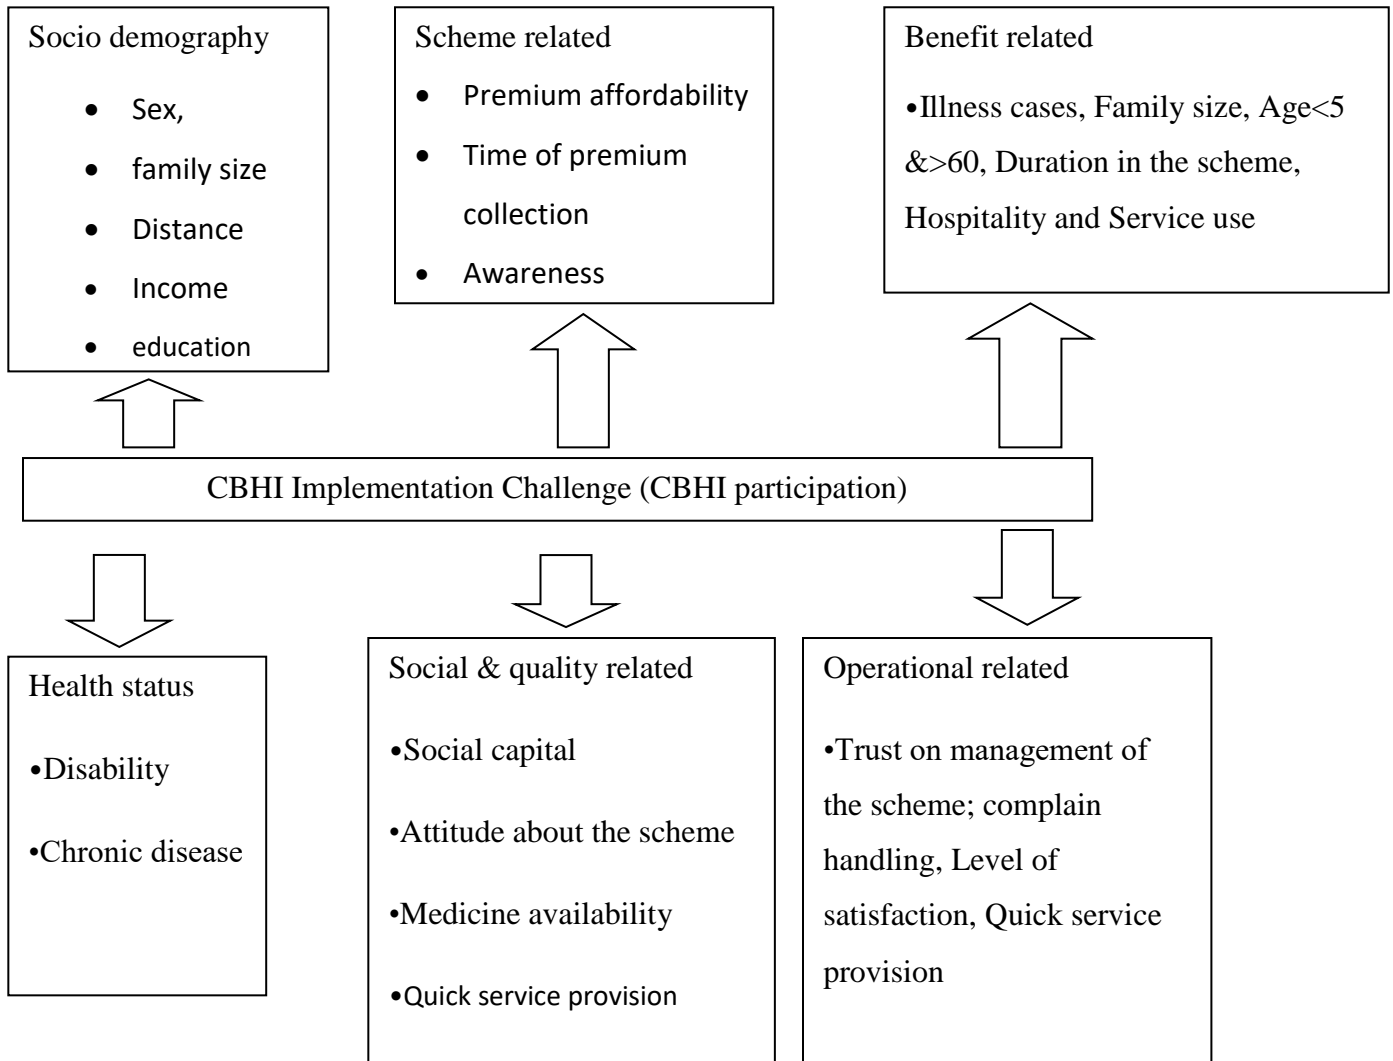 Socio demography
• Sex,
• family size
• Distance
• Income
• education
Scheme related
• Premium affordability
• Time of premium
collection
• Awareness
Benefit related
•Illness cases, Family size, Age<5
&>60, Duration in the scheme,
Hospitality and Service use
CBHI Implementation Challenge (CBHI participation)
Health status
•Disability
•Chronic disease
Social & quality related
•Social capital
•Attitude about the scheme
•Medicine availability
•Quick service provision
Operational related
•Trust on management of
the scheme; complain
handling, Level of
satisfaction, Quick service
provision